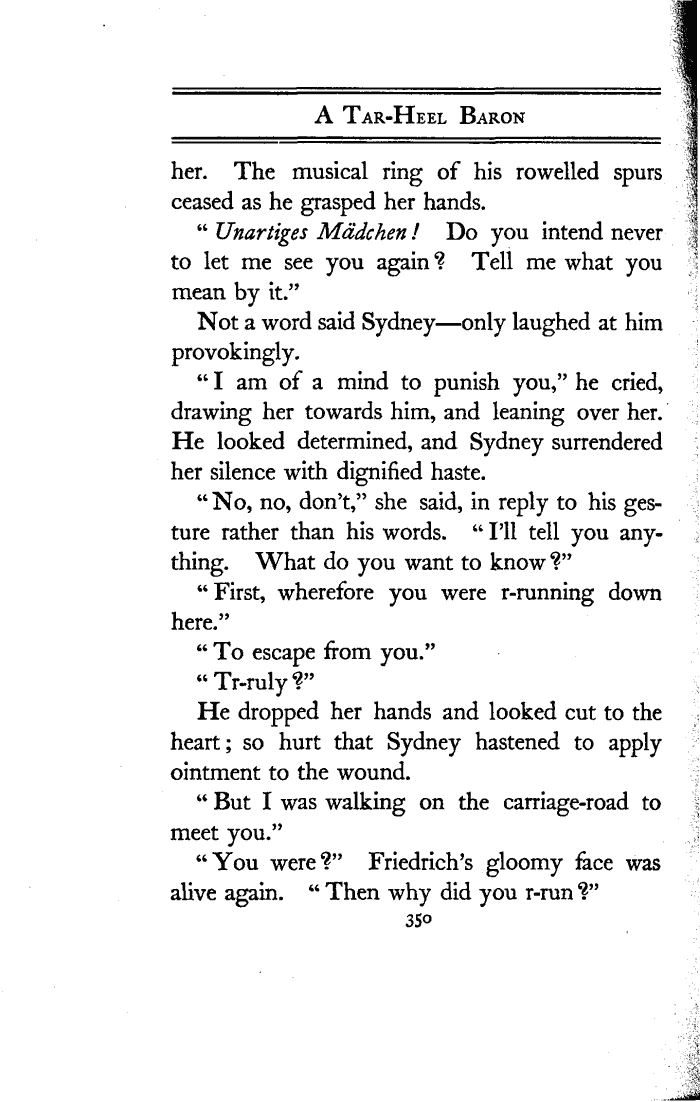 A Tar-Heel Baron
her. The musical ring of his rowelled spurs
ceased as he grasped her hands.
“ Unartiges Mädchen! Do you intend never
to let me see you again? Tell me what you
mean by it.”
Not a word said Sydney—only laughed at him
provokingly.
“I am of a mind to punish you,” he cried,
drawing her towards him, and leaning over her.
He looked determined, and Sydney surrendered
her silence with dignified haste.
“No, no, don’t,” she said, in reply to his ges-
ture rather than his words. “I’ll tell you any-
thing. What do you want to know?”
“First, wherefore you were r-running down
here.”
“To escape from you.”
“Tr-ruly?”
He dropped her hands and looked cut to the
heart; so hurt that Sydney hastened to apply
ointment to the wound.
“But I was walking on the carriage-road to
meet you.”
“You were?” Friedrich’s gloomy face was
alive again. “Then why did you r-run?”
350